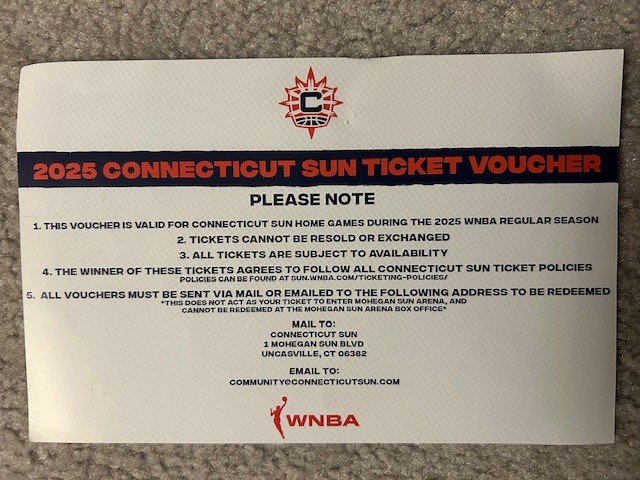 C
2025 CONNECTICUT SUN TICKET VOUCHER
PLEASE NOTE
1. THIS VOUCHER IS VALID FOR CONNECTICUT SUN HOME GAMES DURING THE 2025 WNBA REGULAR SEASON
2. TICKETS CANNOT BE RESOLD OR EXCHANGED
3. ALL TICKETS ARE SUBJECT TO AVAILABILITY
4. THE WINNER OF THESE TICKETS AGREES TO FOLLOW ALL CONNECTICUT SUN TICKET POLICIES
POLICIES CAN BE FOUND AT SUN.WNBA.COM/TICKETING-POLICIES/
5. ALL VOUCHERS MUST BE SENT VIA MAIL OR EMAILED TO THE FOLLOWING ADDRESS TO BE REDEEMED
*THIS DOES NOT ACT AS YOUR TICKET TO ENTER MOHEGAN SUN ARENA, AND
CANNOT BE REDEEMED AT THE MOHEGAN SUN ARENA BOX OFFICE*
MAIL TO:
CONNECTICUT SUN
1 MOHEGAN SUN BLVD
UNCASVILLE, CT 06382
EMAIL TO:
COMMUNITY@CONNECTICUTSUN.COM
WNBA